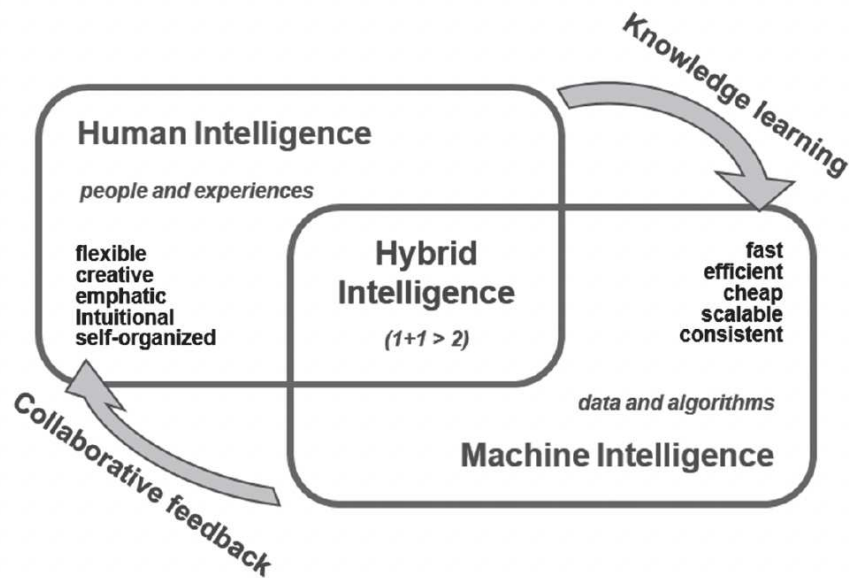 Knowledge learning
Human Intelligence
people and experiences
flexible
creative
emphatic
Intuitional
self-organized
Hybrid
Intelligence
(1+1 > 2)
fast
efficient
cheap
scalable
consistent
data and algorithms
Machine Intelligence
Collaborative feedback